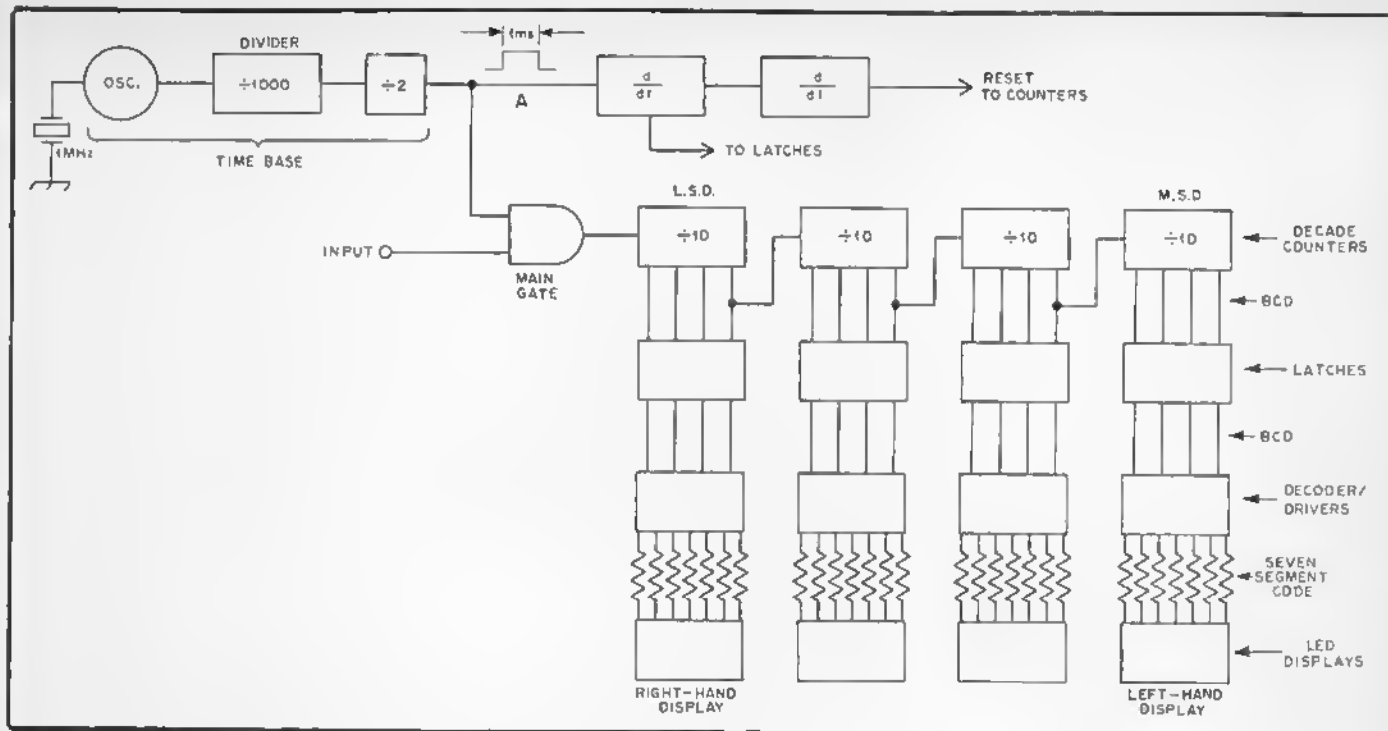 DIVIDER
OSC.
÷1000
÷2
1MHz
TIME BASE
1ms
A
d
dt
d
dt
RESET
TO COUNTERS
TO LATCHES
INPUT
MAIN
GATE
L.S.D.
M.S.D
÷10
÷10
÷10
÷10
DECADE
COUNTERS
BCD
LATCHES
BCD
DECODER/
DRIVERS
SEVEN
SEGMENT
CODE
LED
DISPLAYS
RIGHT-HAND
DISPLAY
LEFT-HAND
DISPLAY